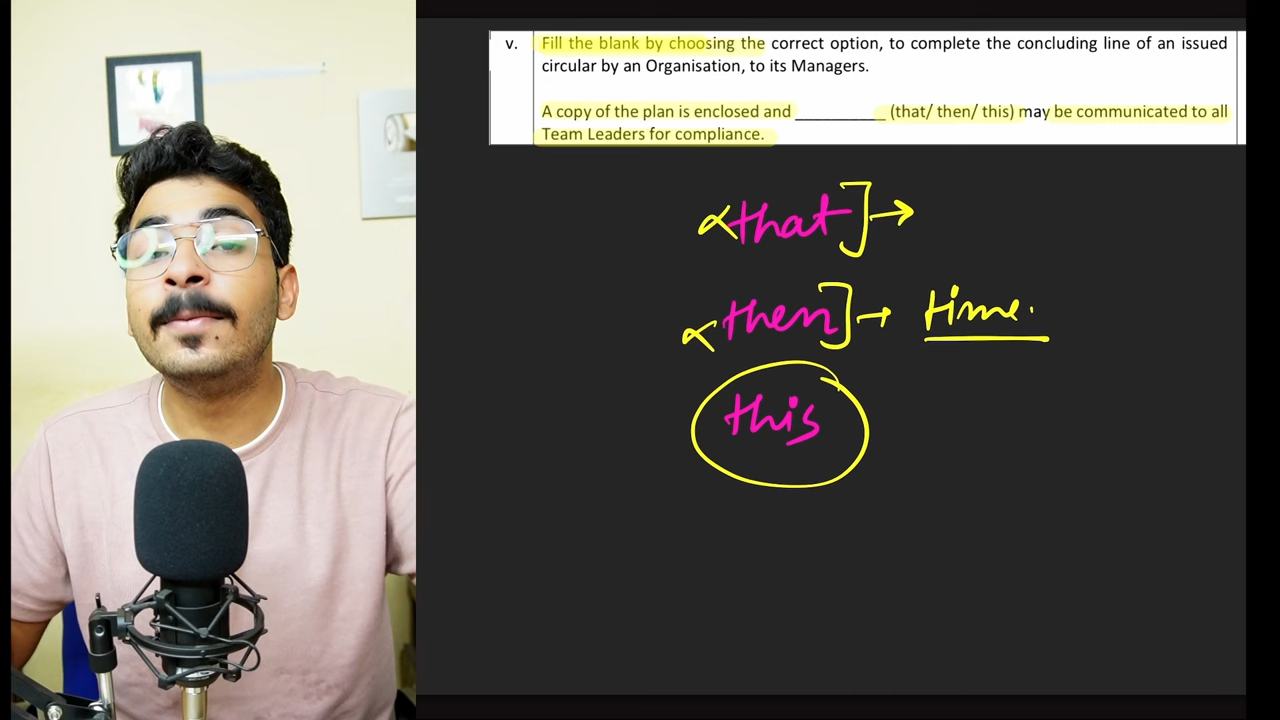 v. Fill the blank by choosing the correct option, to complete the concluding line of an issued
circular by an Organisation, to its Managers.
A copy of the plan is enclosed and __________ (that/ then/ this) may be communicated to all
Team Leaders for compliance.
that] →
then] → time.
this